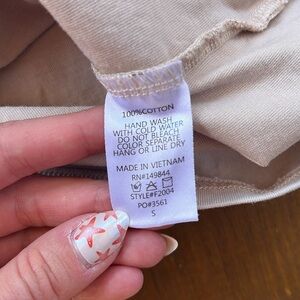 100%COTTON
HAND WASH
WITH COLD WATER
DO NOT BLEACH
COLOR SEPARATE
HANG OR LINE DRY
MADE IN VIETNAM
RN#149844
STYLE#F2004
PO#3561
S